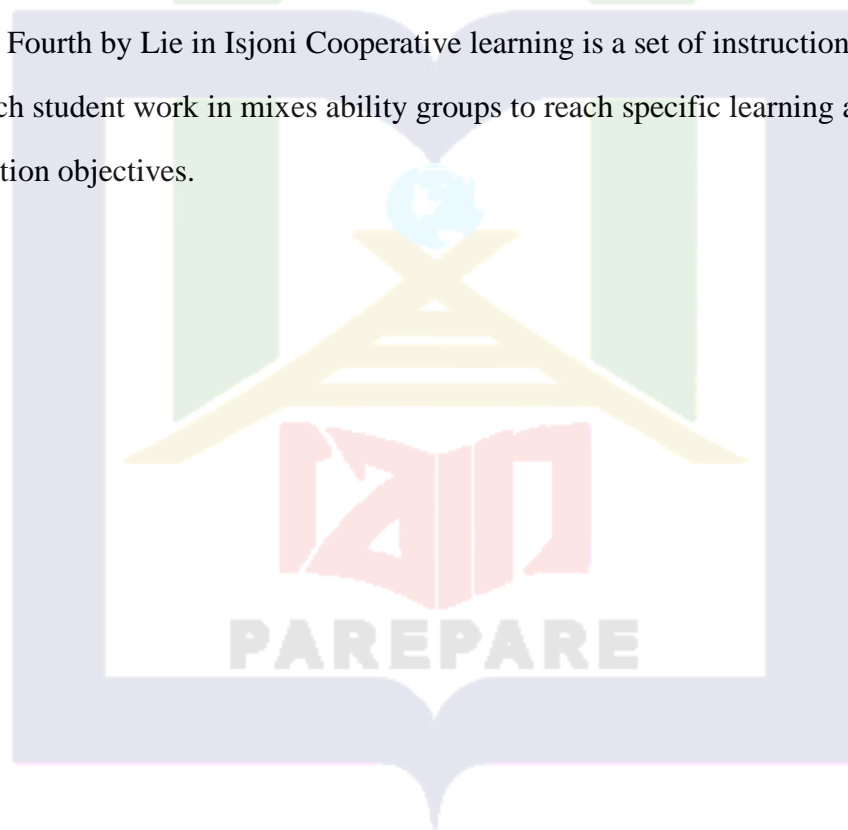 Fourth by Lie in Isjoni Cooperative learning is a set of instruction
ch student work in mixes ability groups to reach specific learning a
tion objectives.
PAREPARE